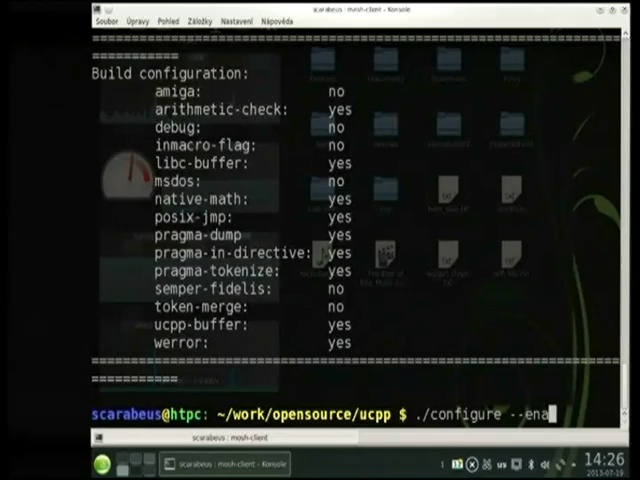 scarabeus : mosh-client - Konsole
Soubor Úpravy Pohled Záložky Nastavení Nápověda
================================================
===========
Build configuration:
amiga: no
arithmetic-check: yes
debug: no
inmacro-flag: no
libc-buffer: yes
msdos: no
native-math: yes
posix-jmp: yes
pragma-dump yes
pragma-in-directive: yes
pragma-tokenize: yes
semper-fidelis: no
token-merge: no
ucpp-buffer: yes
werror: yes
================================================
===========
scarabeus@htpc: ~/work/opensource/ucpp $ ./configure --ena
scarabeus : mosh-client
scarabeus : mosh-client - Konsole
14:26
2013-07-19